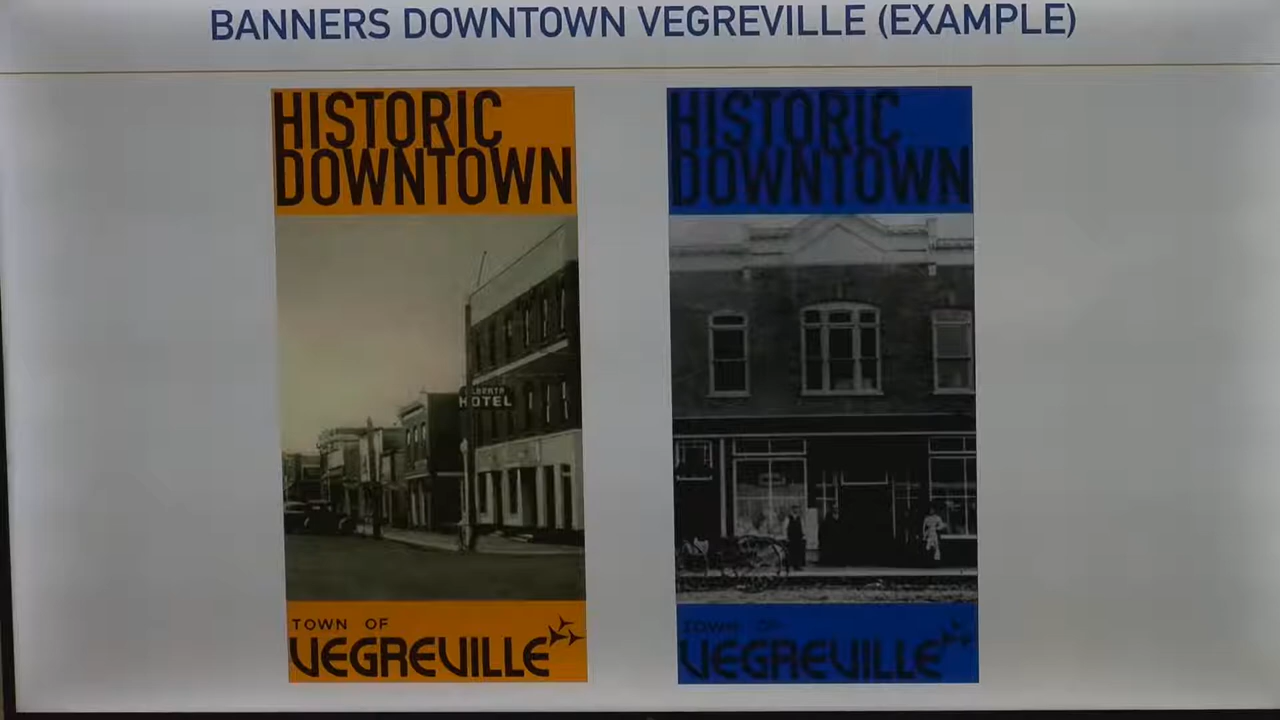 BANNERS DOWNTOWN VEGREVILLE (EXAMPLE)
HISTORIC
DOWNTOWN
HOTEL
TOWN OF
VEGREVILLE
HISTORIC
DOWNTOWN
TOWN OF
VEGREVILLE